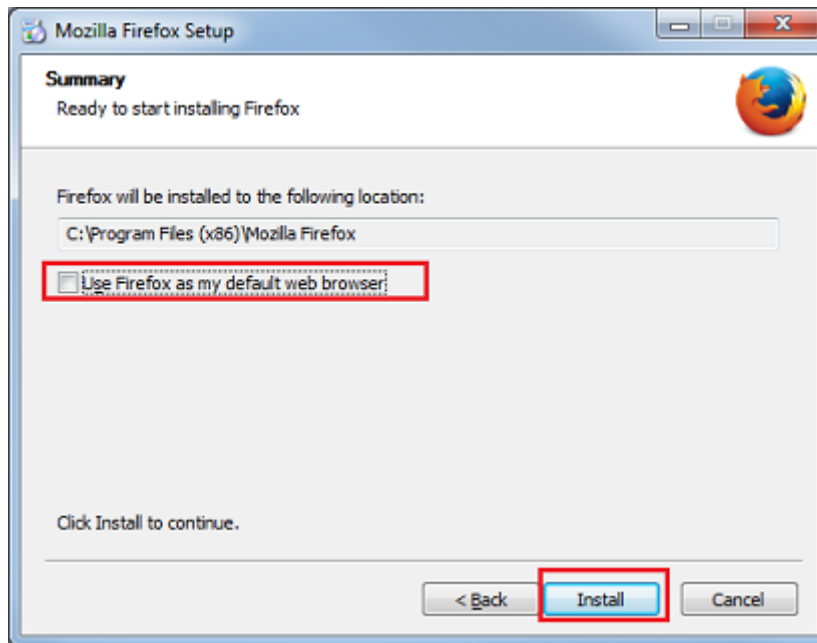 Mozilla Firefox Setup
Summary
Ready to start installing Firefox
Firefox will be installed to the following location:
C:\Program Files (x86)\Mozilla Firefox
Use Firefox as my default web browser
Click Install to continue.
< Back Install Cancel